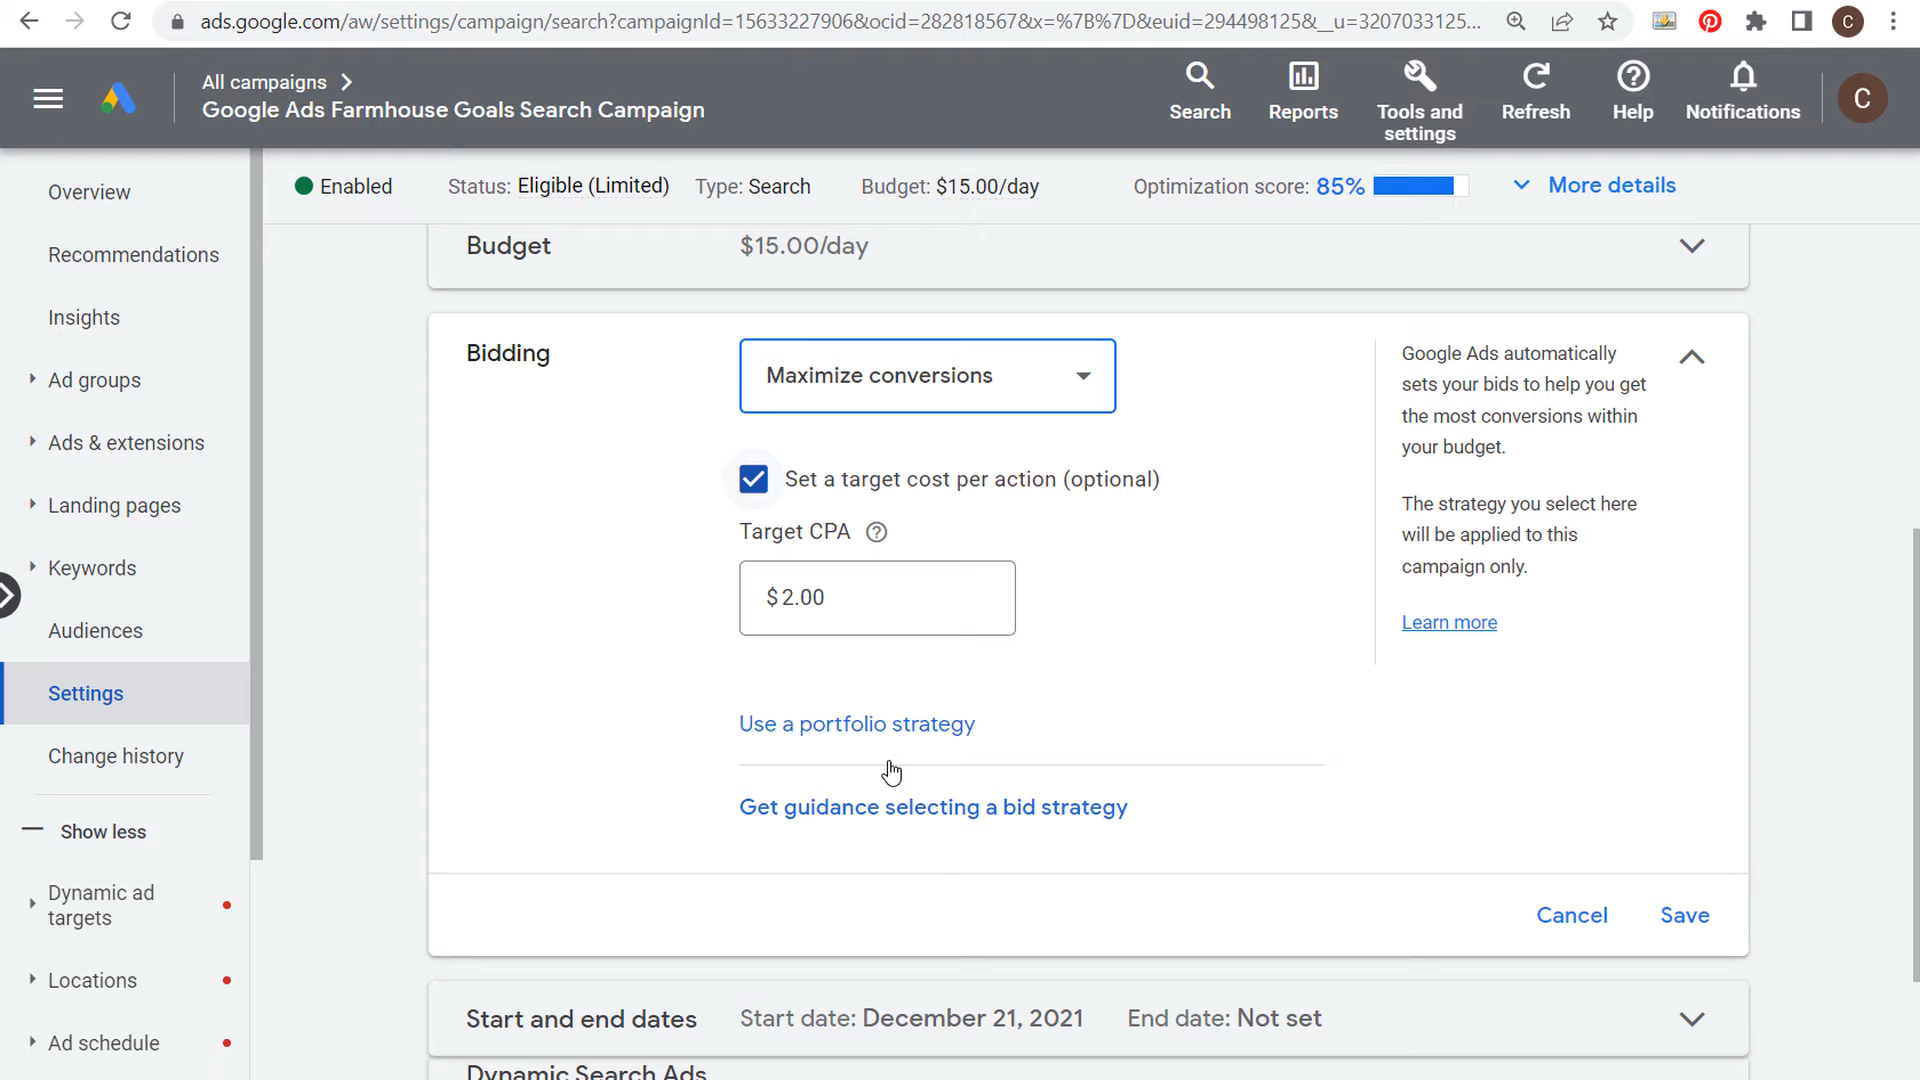 ads.google.com/aw/settings/campaign/search?campaignId=15633227906&ocid=282818567&x=%7B%7D&euid=294498125&__u=3207033125...
C
All campaigns
Google Ads Farmhouse Goals Search Campaign
Search
Reports
Tools and
settings
Refresh
Help
Notifications
C
Overview
Recommendations
Insights
Ad groups
Ads & extensions
Landing pages
Keywords
Audiences
Settings
Change history
Show less
Dynamic ad
targets
Locations
Ad schedule
Enabled
Status: Eligible (Limited)
Type: Search
Budget: $15.00/day
Optimization score: 85%
More details
Budget
$15.00/day
Bidding
Maximize conversions
Set a target cost per action (optional)
Target CPA ?
$ 2.00
Use a portfolio strategy
Get guidance selecting a bid strategy
Google Ads automatically
sets your bids to help you get
the most conversions within
your budget.
The strategy you select here
will be applied to this
campaign only.
Learn more
Cancel
Save
Start and end dates
Start date: December 21, 2021
End date: Not set
Dynamic Search Ads